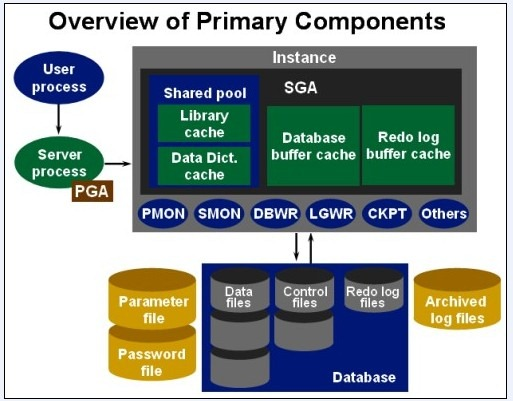 Overview of Primary Components
Instance
User
process
Shared pool
SGA
Library
cache
Data Dict.
cache
Database
buffer cache
Redo log
buffer cache
Server
process
PGA
PMON
SMON
DBWR
LGWR
CKPT
Others
Parameter
file
Password
file
Data
files
Control
files
Redo log
files
Database
Archived
log files